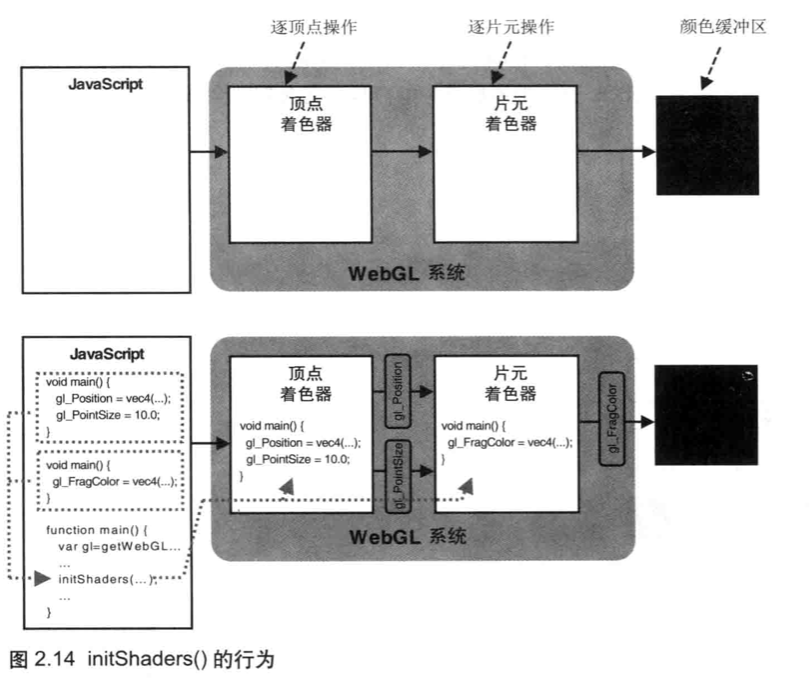 逐顶点操作
逐片元操作
颜色缓冲区
JavaScript
顶点
着色器
片元
着色器
WebGL 系统
JavaScript
void main() {
gl_Position = vec4(...);
gl_PointSize = 10.0;
}
void main() {
gl_FragColor = vec4(...);
}
function main() {
var gl=getWebGL...
...
initShaders(...);
...
}
顶点
着色器
void main() {
gl_Position = vec4(...);
gl_PointSize = 10.0;
}
gl_Position
gl_PointSize
片元
着色器
void main() {
gl_FragColor = vec4(...);
}
gl_FragColor
WebGL 系统
图 2.14 initShaders() 的行为